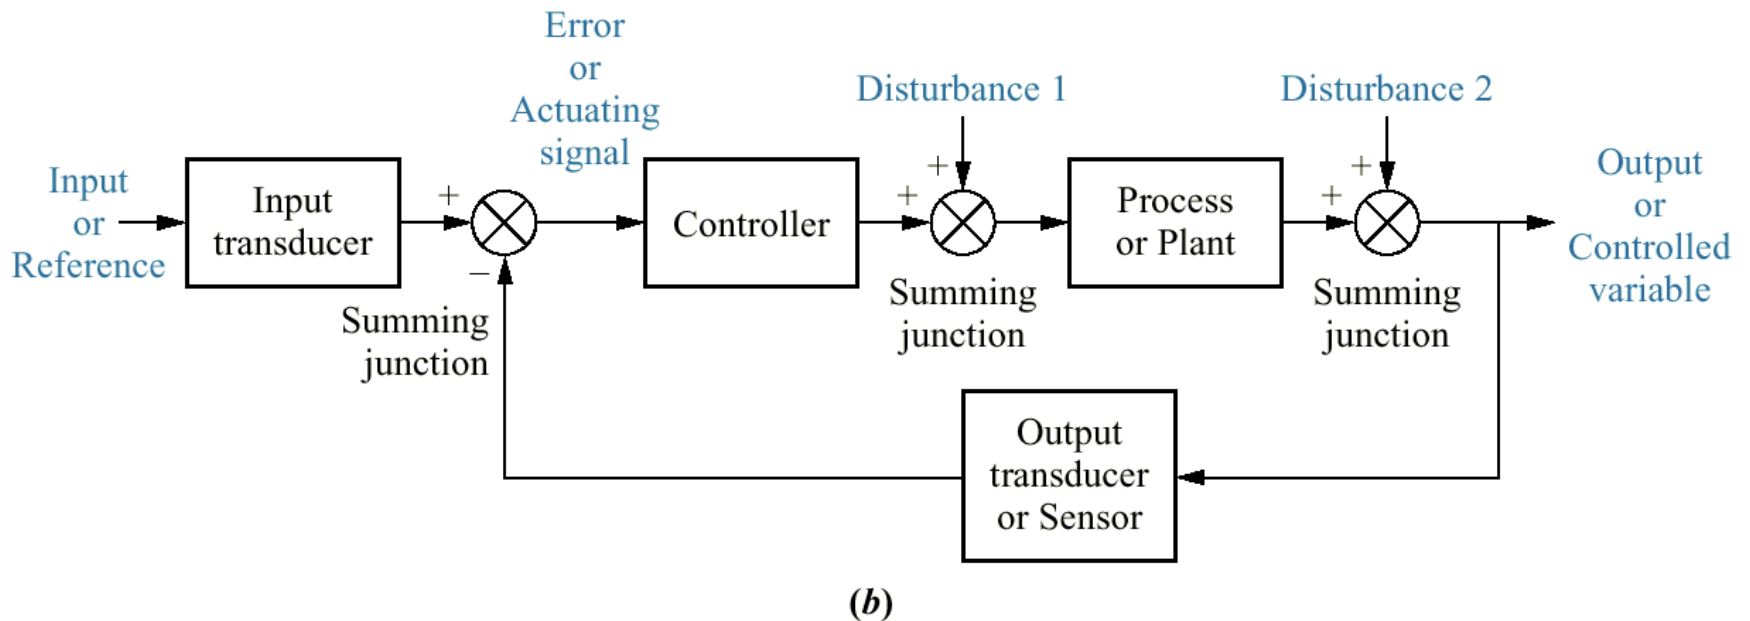 Error
or
Actuating
signal
Disturbance 1
Disturbance 2
Input
or
Reference
Input
transducer
+
−
Summing
junction
Controller
+
+
Summing
junction
Process
or Plant
+
+
Summing
junction
Output
or
Controlled
variable
Output
transducer
or Sensor
(b)